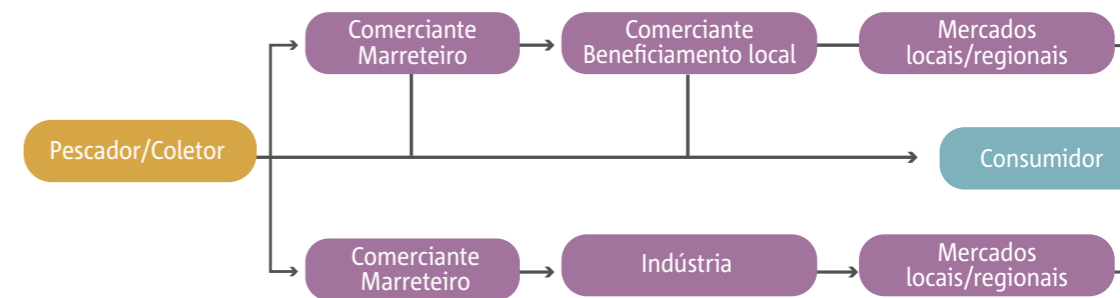 Comerciante
Marreteiro
Comerciante
Beneficiamento local
Mercados
locais/regionais
Pescador/Coletor
Consumidor
Comerciante
Marreteiro
Indústria
Mercados
locais/regionais